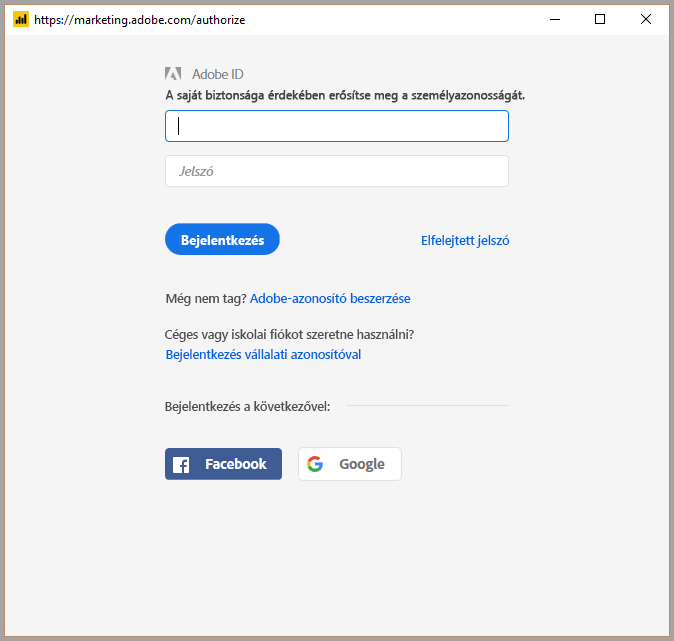 https://marketing.adobe.com/authorize
Adobe ID
A saját biztonsága érdekében erősítse meg a személyazonosságát.
Jelszó
Bejelentkezés
Elfelejtett jelszó
Még nem tag? Adobe-azonosító beszerzése
Céges vagy iskolai fiókot szeretne használni?
Bejelentkezés vállalati azonosítóval
Bejelentkezés a következővel:
Facebook
Google